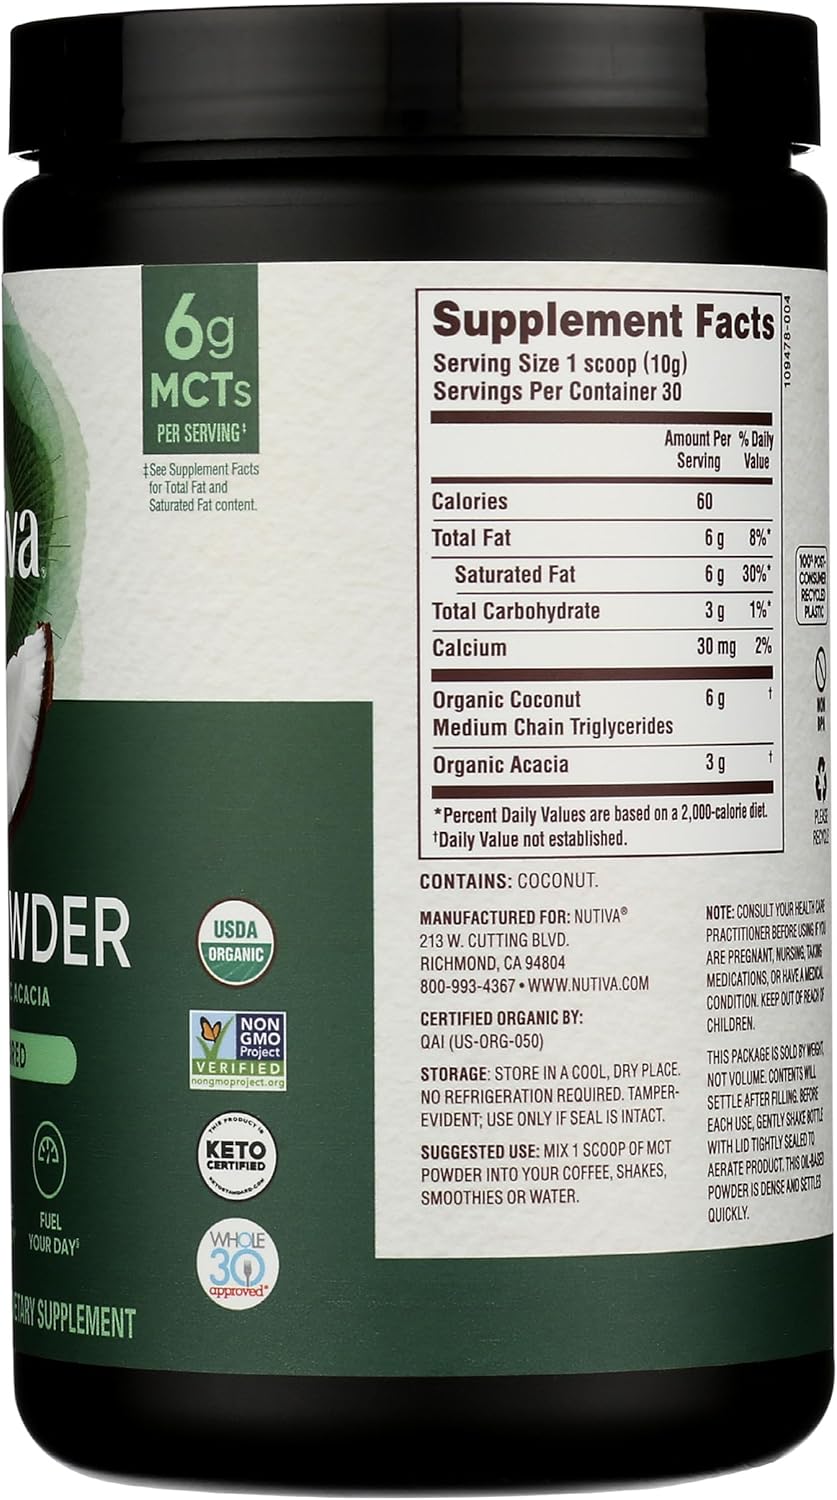 6g
MCTs
PER SERVING‡
‡See Supplement Facts
for Total Fat and
Saturated Fat content.
va®
WDER
C ACACIA
RED
FUEL
YOUR DAY§
ETARY SUPPLEMENT
USDA
ORGANIC
NON
GMO
Project
VERIFIED
nongmoproject.org
THIS PRODUCT IS
KETO
CERTIFIED
KETOSTANDARD.COM
WHOLE
30
approved®
Supplement Facts
Serving Size 1 scoop (10g)
Servings Per Container 30
Amount Per Serving % Daily Value
Calories 60
Total Fat 6 g 8%*
Saturated Fat 6 g 30%*
Total Carbohydrate 3 g 1%*
Calcium 30 mg 2%
Organic Coconut 6 g †
Medium Chain Triglycerides
Organic Acacia 3 g †
*Percent Daily Values are based on a 2,000-calorie diet.
†Daily Value not established.
109478-004
CONTAINS: COCONUT.
MANUFACTURED FOR: NUTIVA®
213 W. CUTTING BLVD.
RICHMOND, CA 94804
800-993-4367 • WWW.NUTIVA.COM
CERTIFIED ORGANIC BY:
QAI (US-ORG-050)
STORAGE: STORE IN A COOL, DRY PLACE.
NO REFRIGERATION REQUIRED. TAMPER-
EVIDENT; USE ONLY IF SEAL IS INTACT.
SUGGESTED USE: MIX 1 SCOOP OF MCT
POWDER INTO YOUR COFFEE, SHAKES,
SMOOTHIES OR WATER.
NOTE: CONSULT YOUR HEALTH CARE
PRACTITIONER BEFORE USING IF YOU
ARE PREGNANT, NURSING, TAKING
MEDICATIONS, OR HAVE A MEDICAL
CONDITION. KEEP OUT OF REACH OF
CHILDREN.
THIS PACKAGE IS SOLD BY WEIGHT,
NOT VOLUME. CONTENTS WILL
SETTLE AFTER FILLING. BEFORE
EACH USE, GENTLY SHAKE BOTTLE
WITH LID TIGHTLY SEALED TO
AERATE PRODUCT. THIS OIL-BASED
POWDER IS DENSE AND SETTLES
QUICKLY.
100% POST-
CONSUMER
RECYCLED
PLASTIC
NON
BPA
PLEASE
RECYCLE